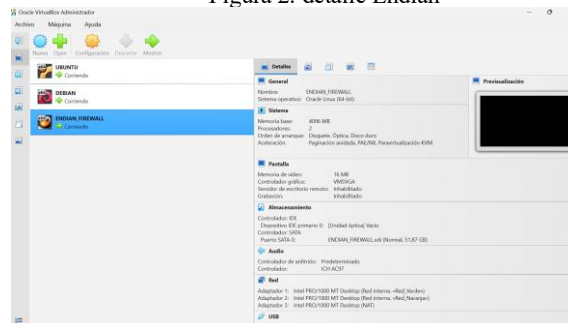 Figura 2: detalle Endian
Oracle VirtualBox Administrador
Archivo Máquina Ayuda
Nueva Configuración Descartar Mostrar
UBUNTU
Corriendo
DEBIAN
Corriendo
ENDIAN_FIREWALL
Corriendo
Detalles
General
Nombre: ENDIAN_FIREWALL
Sistema operativo: Oracle Linux (64-bit)
Sistema
Memoria base: 4096 MB
Procesadores: 2
Orden de arranque: Disquete, Óptica, Disco duro
Aceleración: Paginación anidada, PAE/NX, Paravirtualización KVM
Pantalla
Memoria de vídeo: 16 MB
Controlador gráfico: VMSVGA
Servidor de escritorio remoto: Inhabilitado
Grabación: Inhabilitado
Almacenamiento
Controlador: IDE
Dispositivo IDE primario 0: [Unidad óptica] Vacío
Controlador: SATA
Puerto SATA 0: ENDIAN_FIREWALL.vdi (Normal, 51,87 GB)
Audio
Controlador de anfitrión: Predeterminado
Controlador: ICH AC97
Red
Adaptador 1: Intel PRO/1000 MT Desktop (Red interna, «Red_Verde»)
Adaptador 2: Intel PRO/1000 MT Desktop (Red interna, «Red_Naranja»)
Adaptador 3: Intel PRO/1000 MT Desktop (NAT)
USB
Previsualización